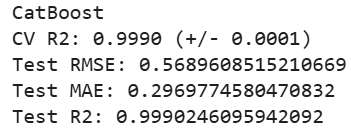 CatBoost
CV R2: 0.9990 (+/- 0.0001)
Test RMSE: 0.5689608515210669
Test MAE: 0.2969774580470832
Test R2: 0.9990246095942092